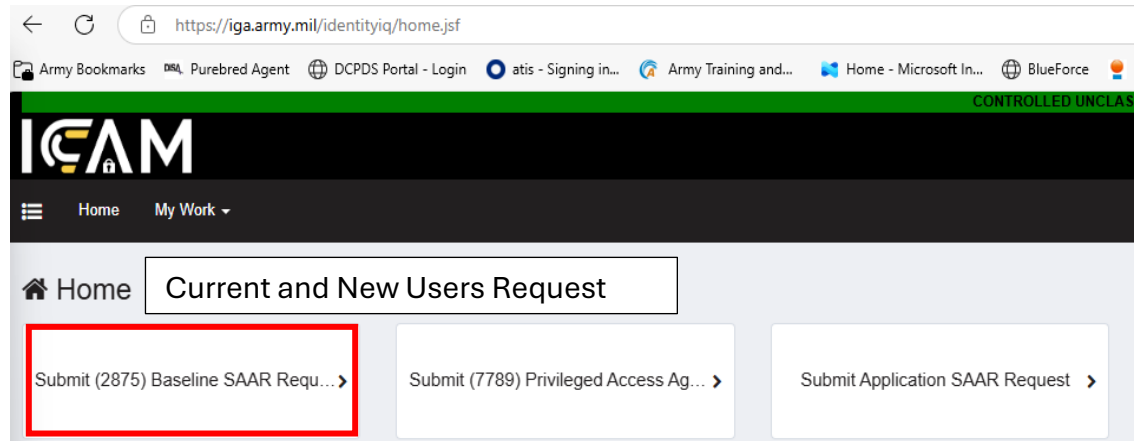 https://iga.army.mil/identityiq/home.jsf
Army Bookmarks DISA Purebred Agent DCPDS Portal - Login atis - Signing in... Army Training and... Home - Microsoft In... BlueForce
CONTROLLED UNCLAS
ICAM
Home My Work
Home Current and New Users Request
Submit (2875) Baseline SAAR Requ... Submit (7789) Privileged Access Ag... Submit Application SAAR Request